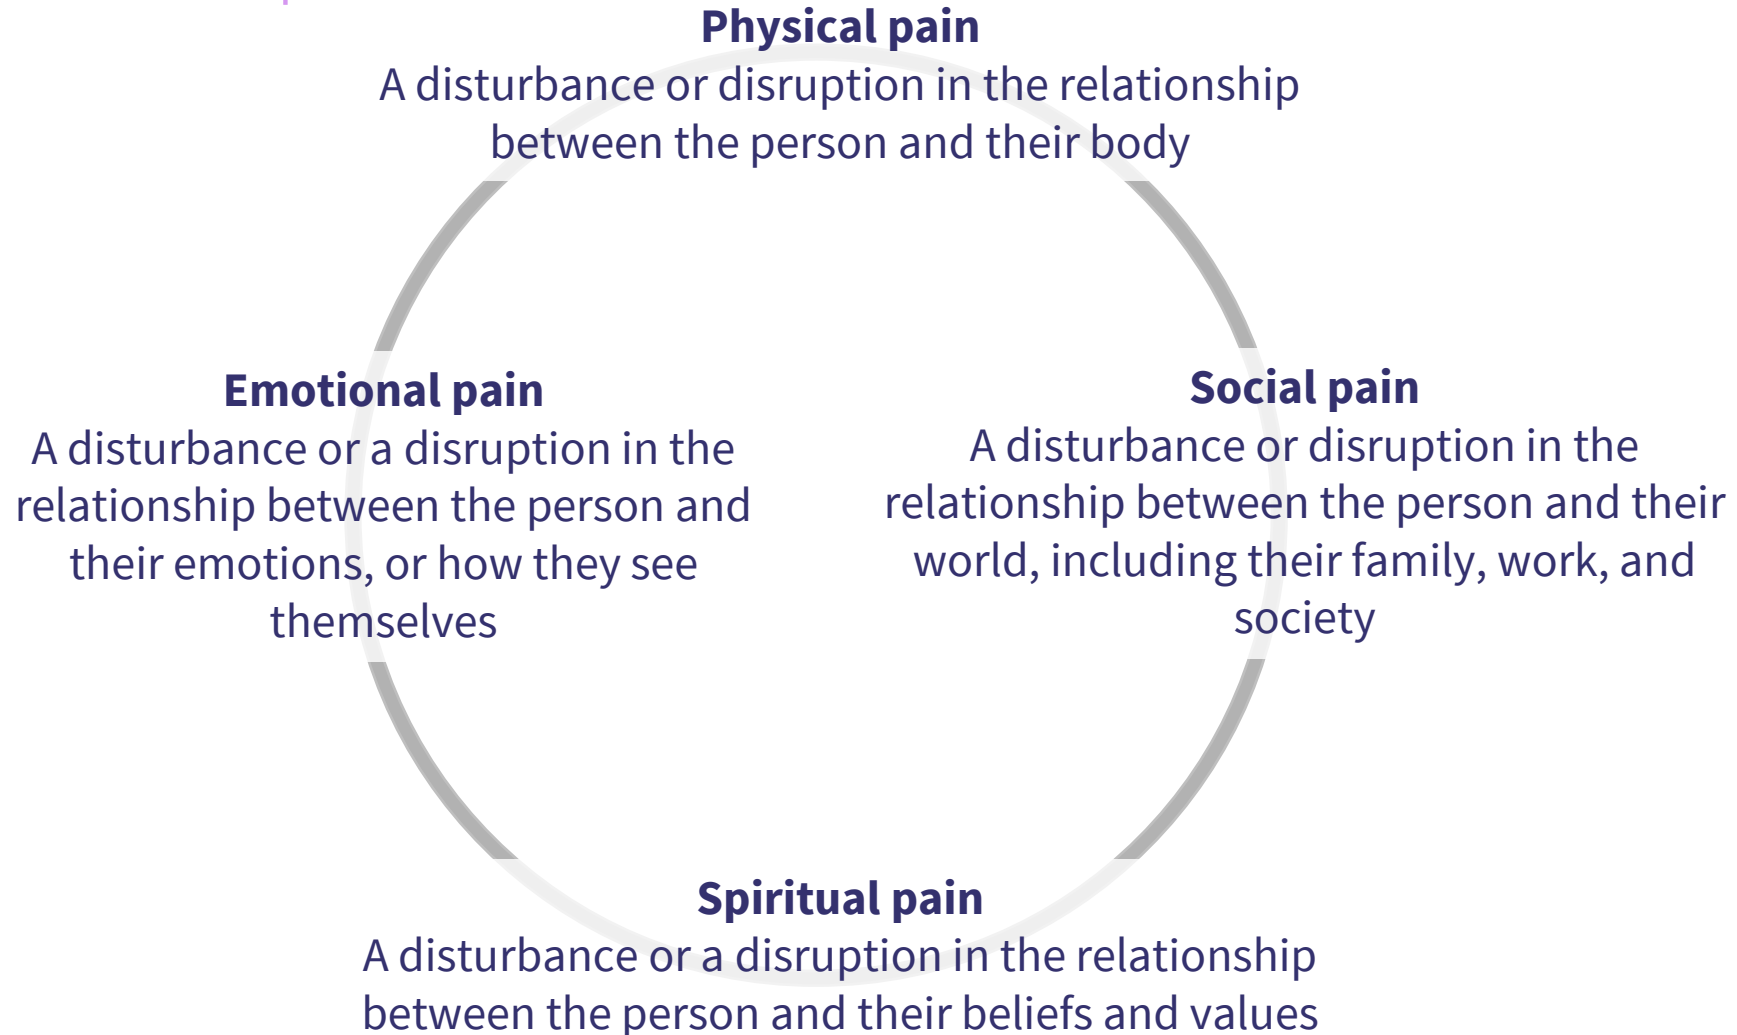 Physical pain
A disturbance or disruption in the relationship
between the person and their body
Emotional pain
A disturbance or a disruption in the
relationship between the person and
their emotions, or how they see
themselves
Social pain
A disturbance or disruption in the
relationship between the person and their
world, including their family, work, and
society
Spiritual pain
A disturbance or a disruption in the relationship
between the person and their beliefs and values